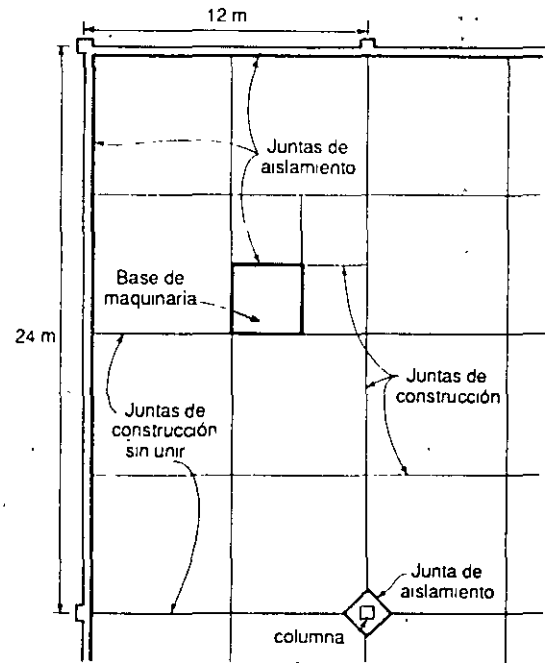 12 m
Juntas de
aislamiento
Base de
maquinaria
24 m
Juntas de
construcción
sin unir
Juntas de
construcción
Junta de
aislamiento
columna